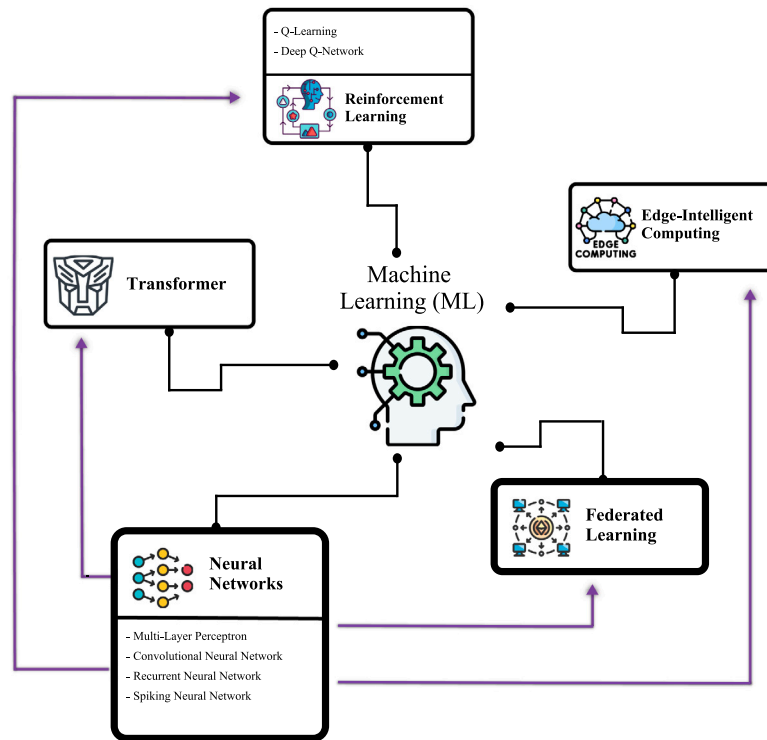 - Q-Learning
- Deep Q-Network
Reinforcement
Learning
Edge-Intelligent
Computing
EDGE
COMPUTING
Transformer
Machine
Learning (ML)
Federated
Learning
Neural
Networks
- Multi-Layer Perceptron
- Convolutional Neural Network
- Recurrent Neural Network
- Spiking Neural Network